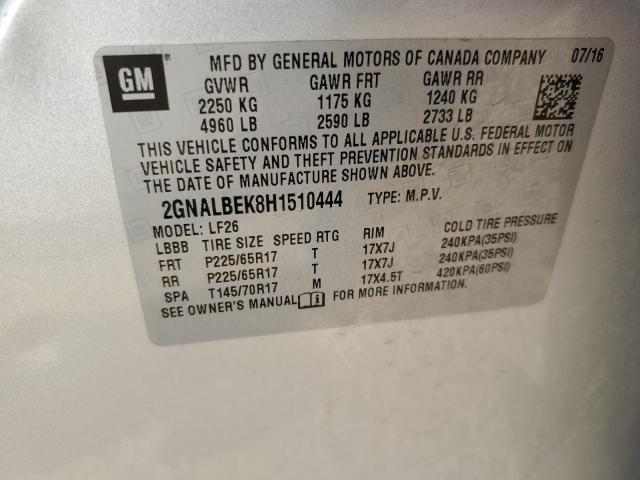 GM
MFD BY GENERAL MOTORS OF CANADA COMPANY 07/16
GVWR GAWR FRT GAWR RR
2250 KG 1175 KG 1240 KG
4960 LB 2590 LB 2733 LB
THIS VEHICLE CONFORMS TO ALL APPLICABLE U.S. FEDERAL MOTOR
VEHICLE SAFETY AND THEFT PREVENTION STANDARDS IN EFFECT ON
THE DATE OF MANUFACTURE SHOWN ABOVE.
2GNALBEK8H1510444 TYPE: M.P.V.
MODEL: LF26
LBBB TIRE SIZE SPEED RTG RIM COLD TIRE PRESSURE
FRT P225/65R17 T 17X7J 240KPA(35PSI)
RR P225/65R17 T 17X7J 240KPA(35PSI)
SPA T145/70R17 M 17X4.5T 420KPA(60PSI)
SEE OWNER'S MANUAL FOR MORE INFORMATION.